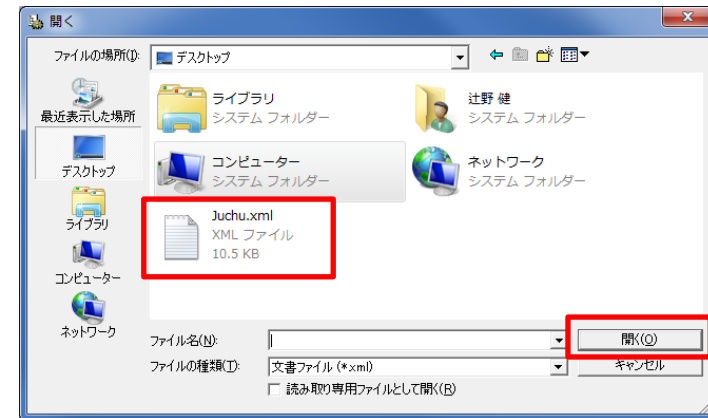 開く
ファイルの場所(I):
デスクトップ
最近表示した場所
デスクトップ
ライブラリ
コンピューター
ネットワーク
ライブラリ
システム フォルダー
辻野 健
システム フォルダー
コンピューター
システム フォルダー
ネットワーク
システム フォルダー
Juchu.xml
XML ファイル
10.5 KB
ファイル名(N):
開く(O)
ファイルの種類(T):
文書ファイル (*.xml)
キャンセル
読み取り専用ファイルとして開く(R)